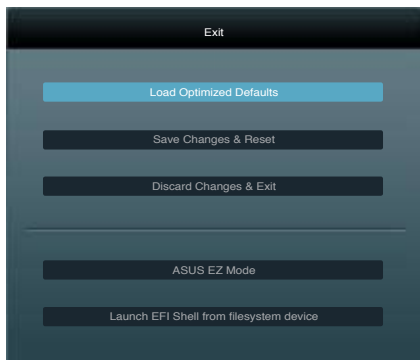 Exit
Load Optimized Defaults
Save Changes & Reset
Discard Changes & Exit
ASUS EZ Mode
Launch EFI Shell from filesystem device